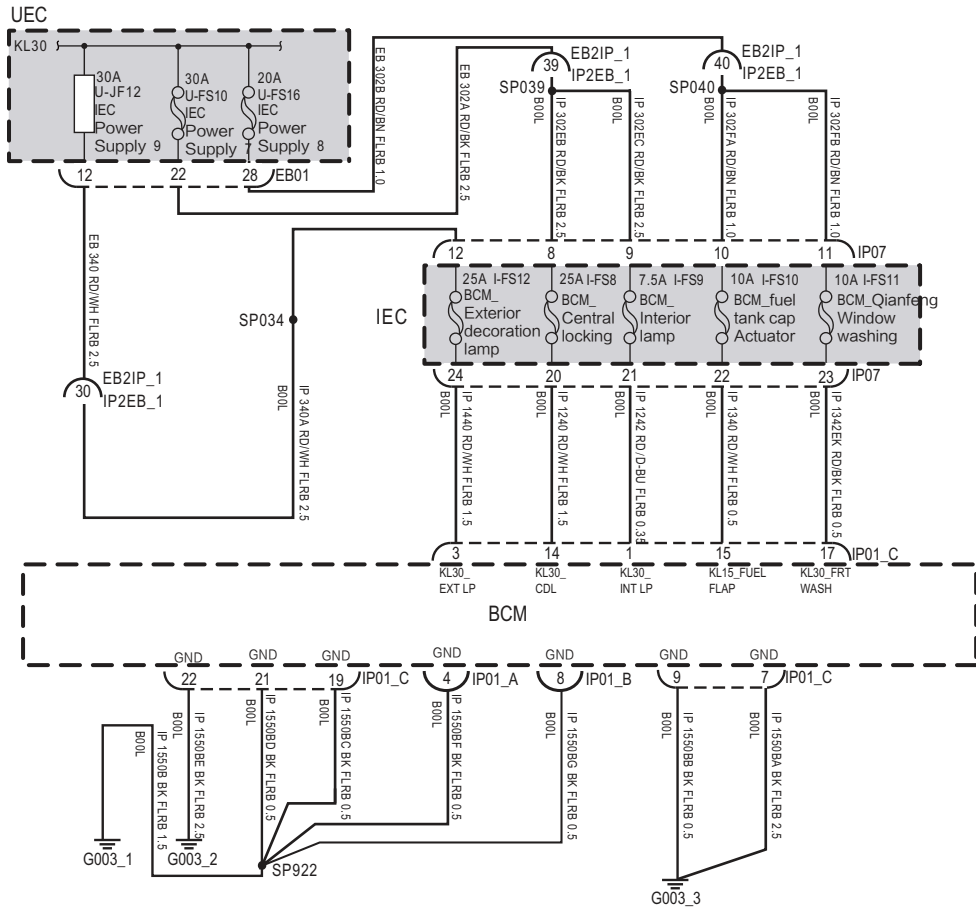 UEC
KL30
30A
U-JF12
IEC
Power
Supply 9
30A
U-FS10
IEC
Power
Supply 7
20A
U-FS16
IEC
Power
Supply 8
12
22
28
EB01
EB 302B RD/BN FLRB 1.0
EB 302A RD/BK FLRB 2.5
39
EB2IP_1
IP2EB_1
SP039
40
EB2IP_1
IP2EB_1
SP040
B00L
IP 302EB RD/BK FLRB 2.5
B00L
IP 302EC RD/BK FLRB 2.5
B00L
IP 302FA RD/BN FLRB 1.0
B00L
IP 302FB RD/BN FLRB 1.0
EB 340 RD/WH FLRB 2.5
SP034
30
EB2IP_1
IP2EB_1
B00L
IP 340A RD/WH FLRB 2.5
12
8
9
10
11
IP07
IEC
25A I-FS12
BCM_
Exterior
decoration
lamp
25A I-FS8
BCM_
Central
locking
7.5A I-FS9
BCM_
Interior
lamp
10A I-FS10
BCM_fuel
tank cap
Actuator
10A I-FS11
BCM_Qianfeng
Window
washing
24
20
21
22
23
IP07
B00L
IP 1440 RD/WH FLRB 1.5
B00L
IP 1240 RD/WH FLRB 1.5
B00L
IP 1242 RD/D-BU FLRB 0.35
B00L
IP 1340 RD/WH FLRB 0.5
B00L
IP 1342EK RD/BK FLRB 0.5
3
14
1
15
17
IP01_C
KL30_
EXT LP
KL30_
CDL
KL30_
INT LP
KL15_FUEL
FLAP
KL30_FRT
WASH
BCM
GND
GND
GND
GND
GND
GND
GND
22
21
19
IP01_C
4
IP01_A
8
IP01_B
9
7
IP01_C
B00L
IP 1550B BK FLRB 1.5
B00L
IP 1550BE BK FLRB 2.5
B00L
IP 1550BD BK FLRB 0.5
B00L
IP 1550BC BK FLRB 0.5
B00L
IP 1550BF BK FLRB 0.5
B00L
IP 1550BG BK FLRB 0.5
B00L
IP 1550BB BK FLRB 0.5
B00L
IP 1550BA BK FLRB 2.5
G003_1
G003_2
SP922
G003_3